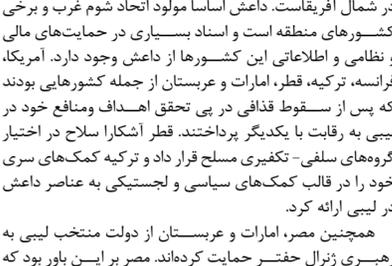 در شمال آفریقاست. داعش اساسا مولود اتحاد شوم غرب و برخی
کشورهای منطقه است و اسناد بسیاری در حمایت‌های مالی
و نظامی و اطلاعاتی این کشورها از داعش وجود دارد. آمریکا،
فرانسه، ترکیه، قطر، امارات و عربستان از جمله کشورهایی بودند
که پس از سقوط قذافی در پی تحقق اهداف ومنافع خود در
لیبی به رقابت با یکدیگر پرداختند. قطر آشکارا سلاح در اختیار
گروه‌های سلفی- تکفیری مسلح قرار داد و ترکیه کمک‌های سری
خود را در قالب کمک‌های سیاسی و لجستیکی به عناصر داعش
در لیبی ارائه کرد.
همچنین مصر، امارات و عربستان از دولت منتخب لیبی به
رهبری ژنرال حفتر حمایت کرده‌اند. مصر بر این باور بود که